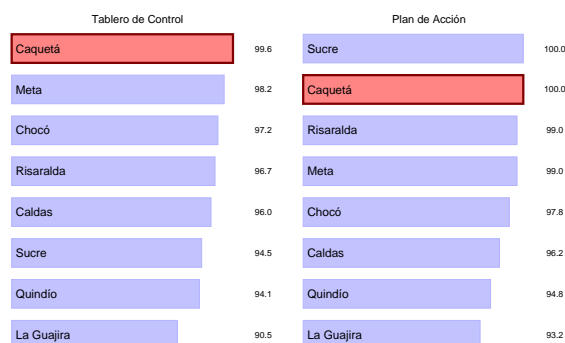 Tablero de Control
Caquetá 99.6
Meta 98.2
Chocó 97.2
Risaralda 96.7
Caldas 96.0
Sucre 94.5
Quindío 94.1
La Guajira 90.5
Plan de Acción
Sucre 100.0
Caquetá 100.0
Risaralda 99.0
Meta 99.0
Chocó 97.8
Caldas 96.2
Quindío 94.8
La Guajira 93.2